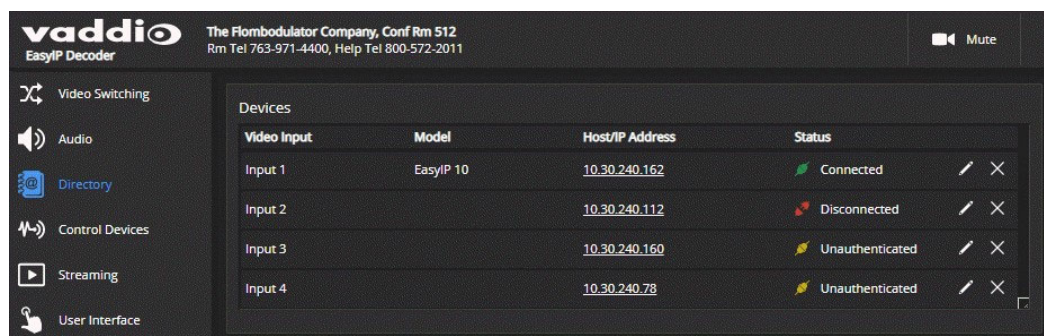 vaddio
EasyIP Decoder
The Flombodulator Company, Conf Rm 512
Rm Tel 763-971-4400, Help Tel 800-572-2011
Mute
Video Switching
Audio
Directory
Control Devices
Streaming
User Interface
Devices
Video Input Model Host/IP Address Status
Input 1 EasyIP 10 10.30.240.162 Connected
Input 2 10.30.240.112 Disconnected
Input 3 10.30.240.160 Unauthenticated
Input 4 10.30.240.78 Unauthenticated